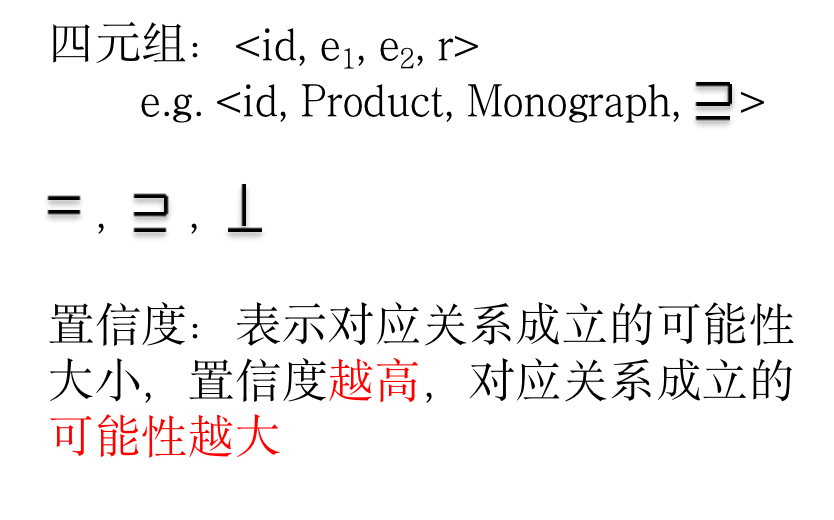 四元组：<id, e₁, e₂, r>
e.g. <id, Product, Monograph, ⊒>
=, ⊒, ⊥
置信度：表示对应关系成立的可能性
大小，置信度越高，对应关系成立的
可能性越大